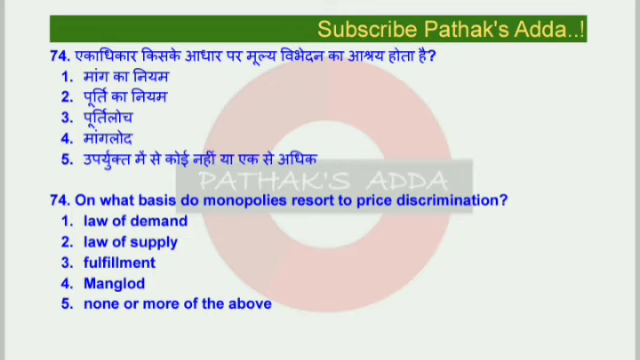 Subscribe Pathak's Adda..!
74. एकाधिकार किसके आधार पर मूल्य विभेदन का आश्रय होता है?
1. मांग का नियम
2. पूर्ति का नियम
3. पूर्तिलोच
4. मांगलोद
5. उपर्युक्त में से कोई नहीं या एक से अधिक
PATHAK'S ADDA
74. On what basis do monopolies resort to price discrimination?
1. law of demand
2. law of supply
3. fulfillment
4. Manglod
5. none or more of the above